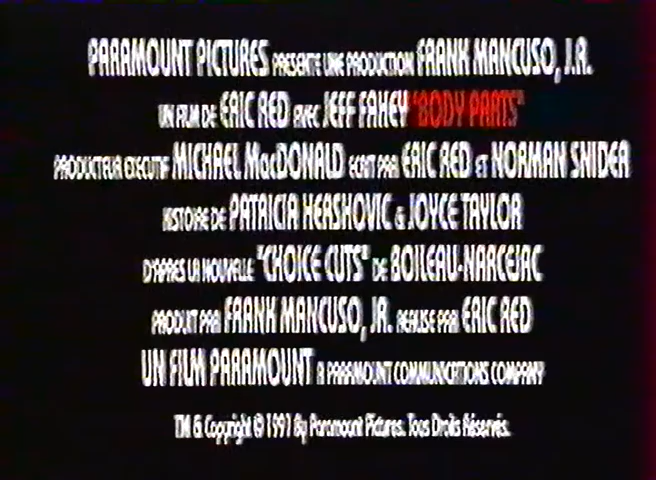 PARAMOUNT PICTURES PRESENTE UNE PRODUCTION FRANK MANCUSO, J.R.
UN FILM DE ERIC RED AVEC JEFF FAHEY "BODY PARTS"
PRODUCTEUR EXECUTIF MICHAEL MacDONALD ECRIT PAR ERIC RED ET NORMAN SNIDER
HISTOIRE DE PATRICIA HERSHOVIC & JOYCE TAYLOR
D'APRES LA NOUVELLE "CHOICE CUTS" DE BOILEAU-NARCEJAC
PRODUIT PAR FRANK MANCUSO, JR. REALISE PAR ERIC RED
UN FILM PARAMOUNT A PARAMOUNT COMMUNICATIONS COMPANY
TM & Copyright © 1991 By Paramount Pictures. Tous Droits Réservés.